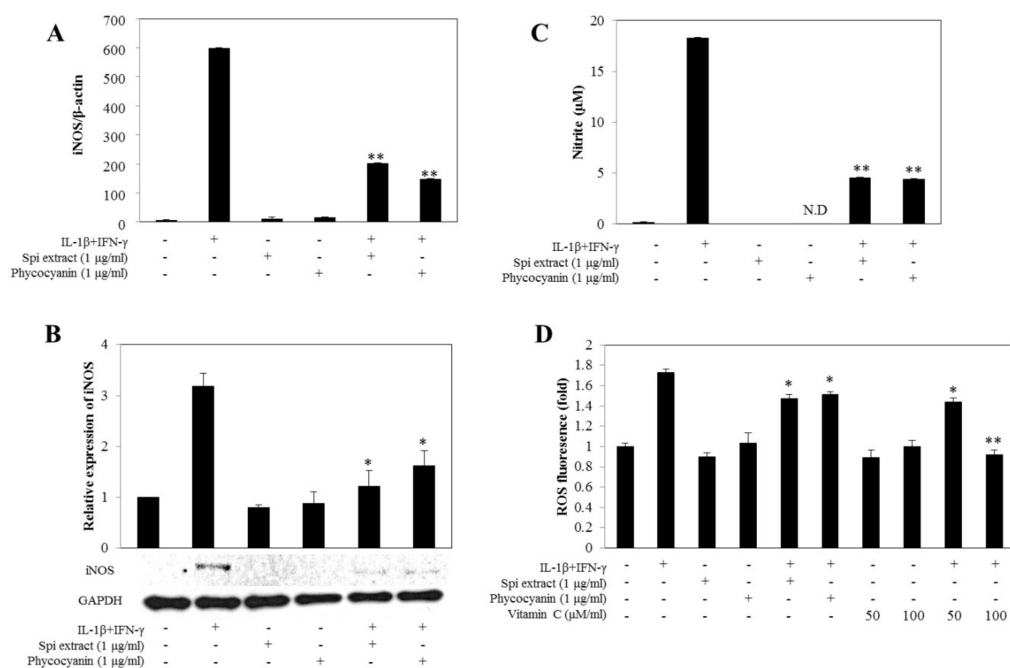 A
iNOS/β-actin
700
600
500
400
300
200
100
0
** **
IL-1β+IFN-γ - + - - + +
Spi extract (1 μg/ml) - - + - + -
Phycocyanin (1 μg/ml) - - - + - +
C
Nitrite (μM)
20
15
10
5
0
N.D
** **
IL-1β+IFN-γ - + - - + +
Spi extract (1 μg/ml) - - + - + -
Phycocyanin (1 μg/ml) - - - + - +
B
Relative expression of iNOS
4
3
2
1
0
* *
iNOS
GAPDH
IL-1β+IFN-γ - + - - + +
Spi extract (1 μg/ml) - - + - + -
Phycocyanin (1 μg/ml) - - - + - +
D
ROS fluoresence (fold)
2
1.8
1.6
1.4
1.2
1
0.8
0.6
0.4
0.2
0
* * * **
IL-1β+IFN-γ - + - - + + - - + +
Spi extract (1 μg/ml) - - + - + - - - - -
Phycocyanin (1 μg/ml) - - - + - + - - - -
Vitamin C (μM/ml) - - - - - - 50 100 50 100